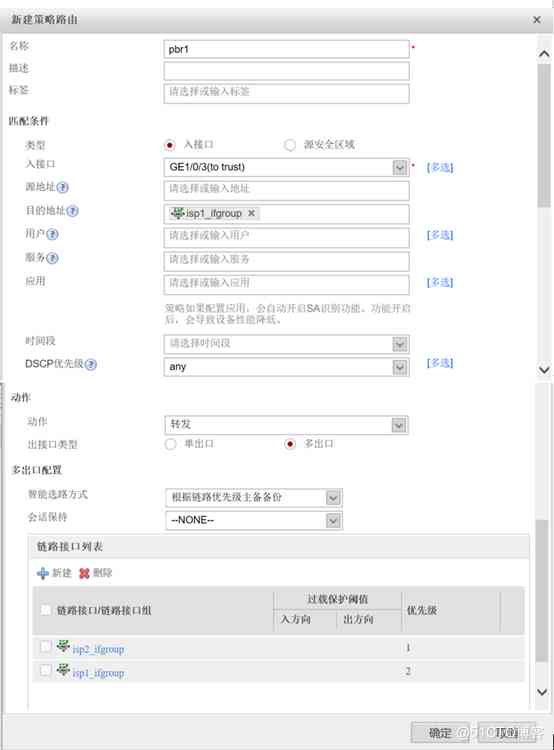 新建策略路由 ×
名称 pbr1 *
描述
标签 请选择或输入标签
匹配条件
类型 入接口 源安全区域
入接口 GE1/0/3(to trust) * [多选]
源地址 ? 请选择或输入地址
目的地址 ? isp1_ifgroup ×
用户 ? 请选择或输入用户 [多选]
服务 ? 请选择或输入服务
应用 请选择或输入应用 [多选]
策略如果配置应用，会自动开启SA识别功能。功能开启
后，会导致设备性能降低。
时间段 请选择时间段
DSCP优先级 ? any [多选]
动作
动作 转发
出接口类型 单出口 多出口
多出口配置
智能选路方式 根据链路优先级主备备份
会话保持 --NONE--
链路接口列表
新建 删除
链路接口/链路接口组 过载保护阈值 优先级
入方向 出方向
isp2_ifgroup 1
isp1_ifgroup 2
确定 取消
@51CTO博客